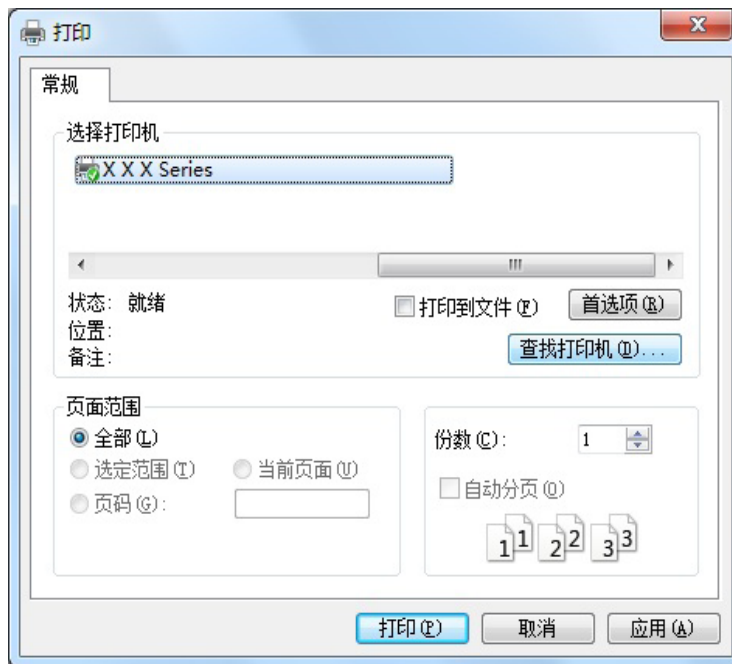 打印
常规
选择打印机
X X X Series
状态: 就绪
打印到文件(F)
首选项(R)
位置:
查找打印机(D)...
备注:
页面范围
全部(L)
选定范围(T)
当前页面(U)
页码(G):
份数(C):
1
自动分页(O)
1 1 2 2 3 3
打印(P)
取消
应用(A)